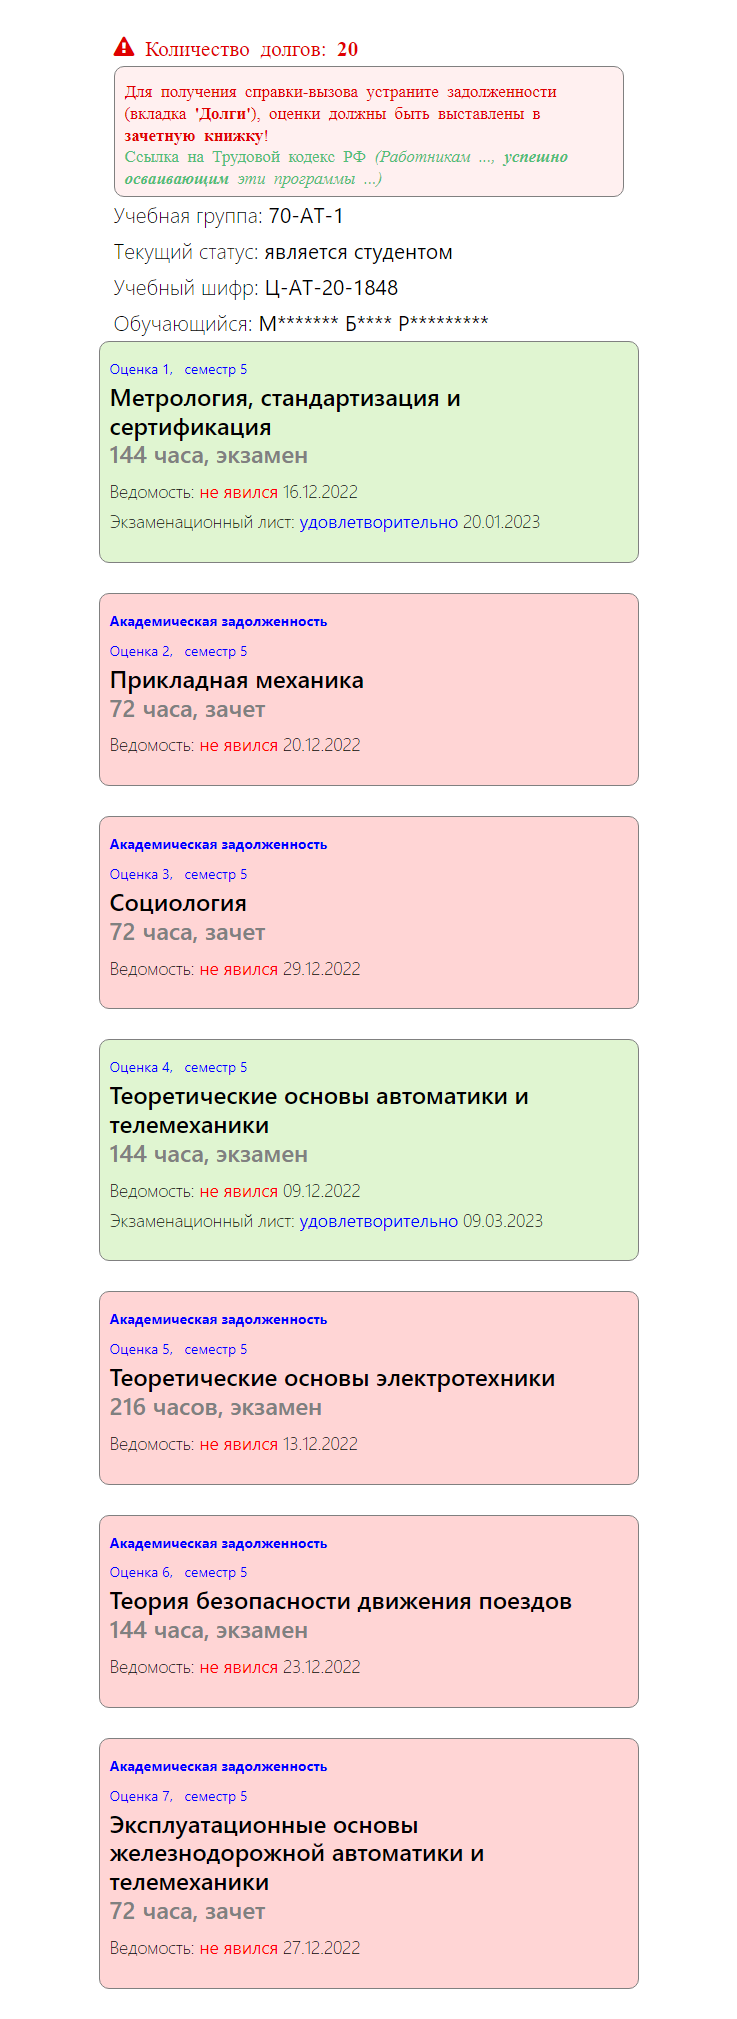 Количество долгов: 20
Для получения справки-вызова устраните задолженности
(вкладка 'Долги'), оценки должны быть выставлены в
зачетную книжку!
Ссылка на Трудовой кодекс РФ (Работникам ..., успешно
осваивающим эти программы ...)
Учебная группа: 70-АТ-1
Текущий статус: является студентом
Учебный шифр: Ц-АТ-20-1848
Обучающийся: М******* Б**** Р*********
Оценка 1, семестр 5
Метрология, стандартизация и
сертификация
144 часа, экзамен
Ведомость: не явился 16.12.2022
Экзаменационный лист: удовлетворительно 20.01.2023
Академическая задолженность
Оценка 2, семестр 5
Прикладная механика
72 часа, зачет
Ведомость: не явился 20.12.2022
Академическая задолженность
Оценка 3, семестр 5
Социология
72 часа, зачет
Ведомость: не явился 29.12.2022
Оценка 4, семестр 5
Теоретические основы автоматики и
телемеханики
144 часа, экзамен
Ведомость: не явился 09.12.2022
Экзаменационный лист: удовлетворительно 09.03.2023
Академическая задолженность
Оценка 5, семестр 5
Теоретические основы электротехники
216 часов, экзамен
Ведомость: не явился 13.12.2022
Академическая задолженность
Оценка 6, семестр 5
Теория безопасности движения поездов
144 часа, экзамен
Ведомость: не явился 23.12.2022
Академическая задолженность
Оценка 7, семестр 5
Эксплуатационные основы
железнодорожной автоматики и
телемеханики
72 часа, зачет
Ведомость: не явился 27.12.2022